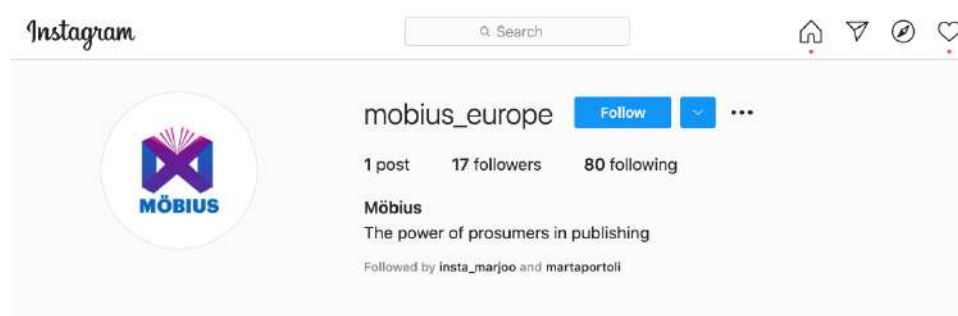 Instagram
Search
mobius_europe Follow
1 post 17 followers 80 following
Möbius
The power of prosumers in publishing
Followed by insta_marjoo and martaportoli
MÖBIUS